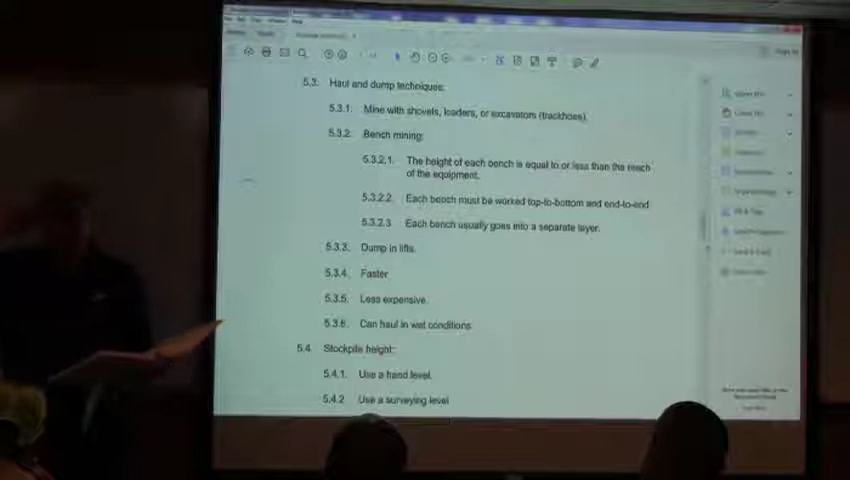 5.3. Haul and dump techniques:
5.3.1. Mine with shovels, loaders, or excavators (trackhoes).
5.3.2. Bench mining:
5.3.2.1. The height of each bench is equal to or less than the reach
of the equipment.
5.3.2.2. Each bench must be worked top-to-bottom and end-to-end
5.3.2.3 Each bench usually goes into a separate layer.
5.3.3. Dump in lifts.
5.3.4. Faster
5.3.5. Less expensive.
5.3.6. Can haul in wet conditions
5.4. Stockpile height:
5.4.1. Use a hand level.
5.4.2 Use a surveying level